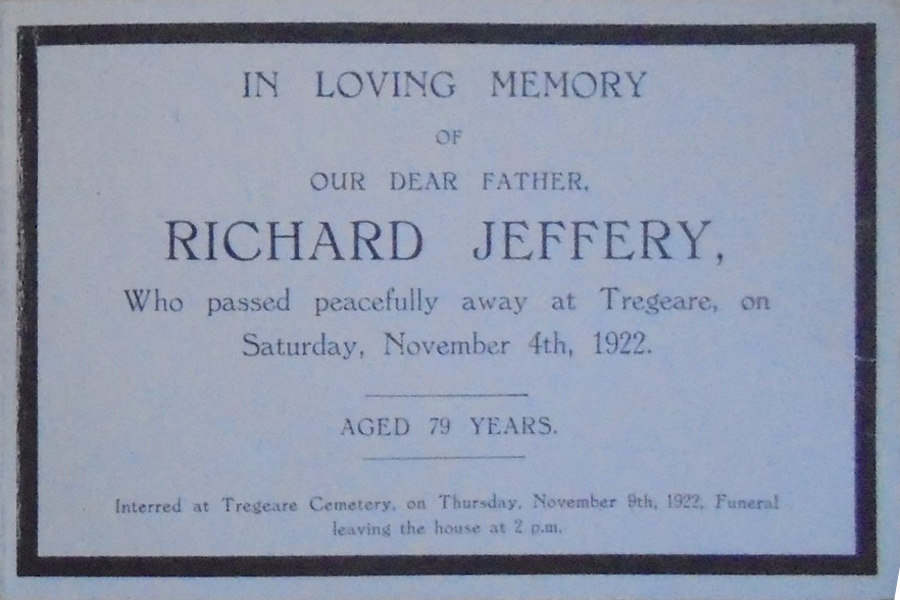 IN LOVING MEMORY
OF
OUR DEAR FATHER,
RICHARD JEFFERY,
Who passed peacefully away at Tregeare, on
Saturday, November 4th, 1922.
AGED 79 YEARS.
Interred at Tregeare Cemetery, on Thursday, November 9th, 1922, Funeral
leaving the house at 2 p.m.